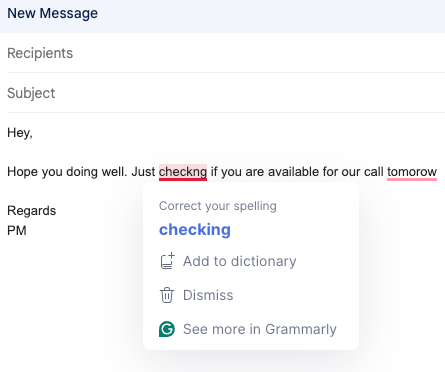 New Message
Recipients
Subject
Hey,
Hope you doing well. Just checkng if you are available for our call tomorow
Regards
PM
Correct your spelling
checking
Add to dictionary
Dismiss
See more in Grammarly